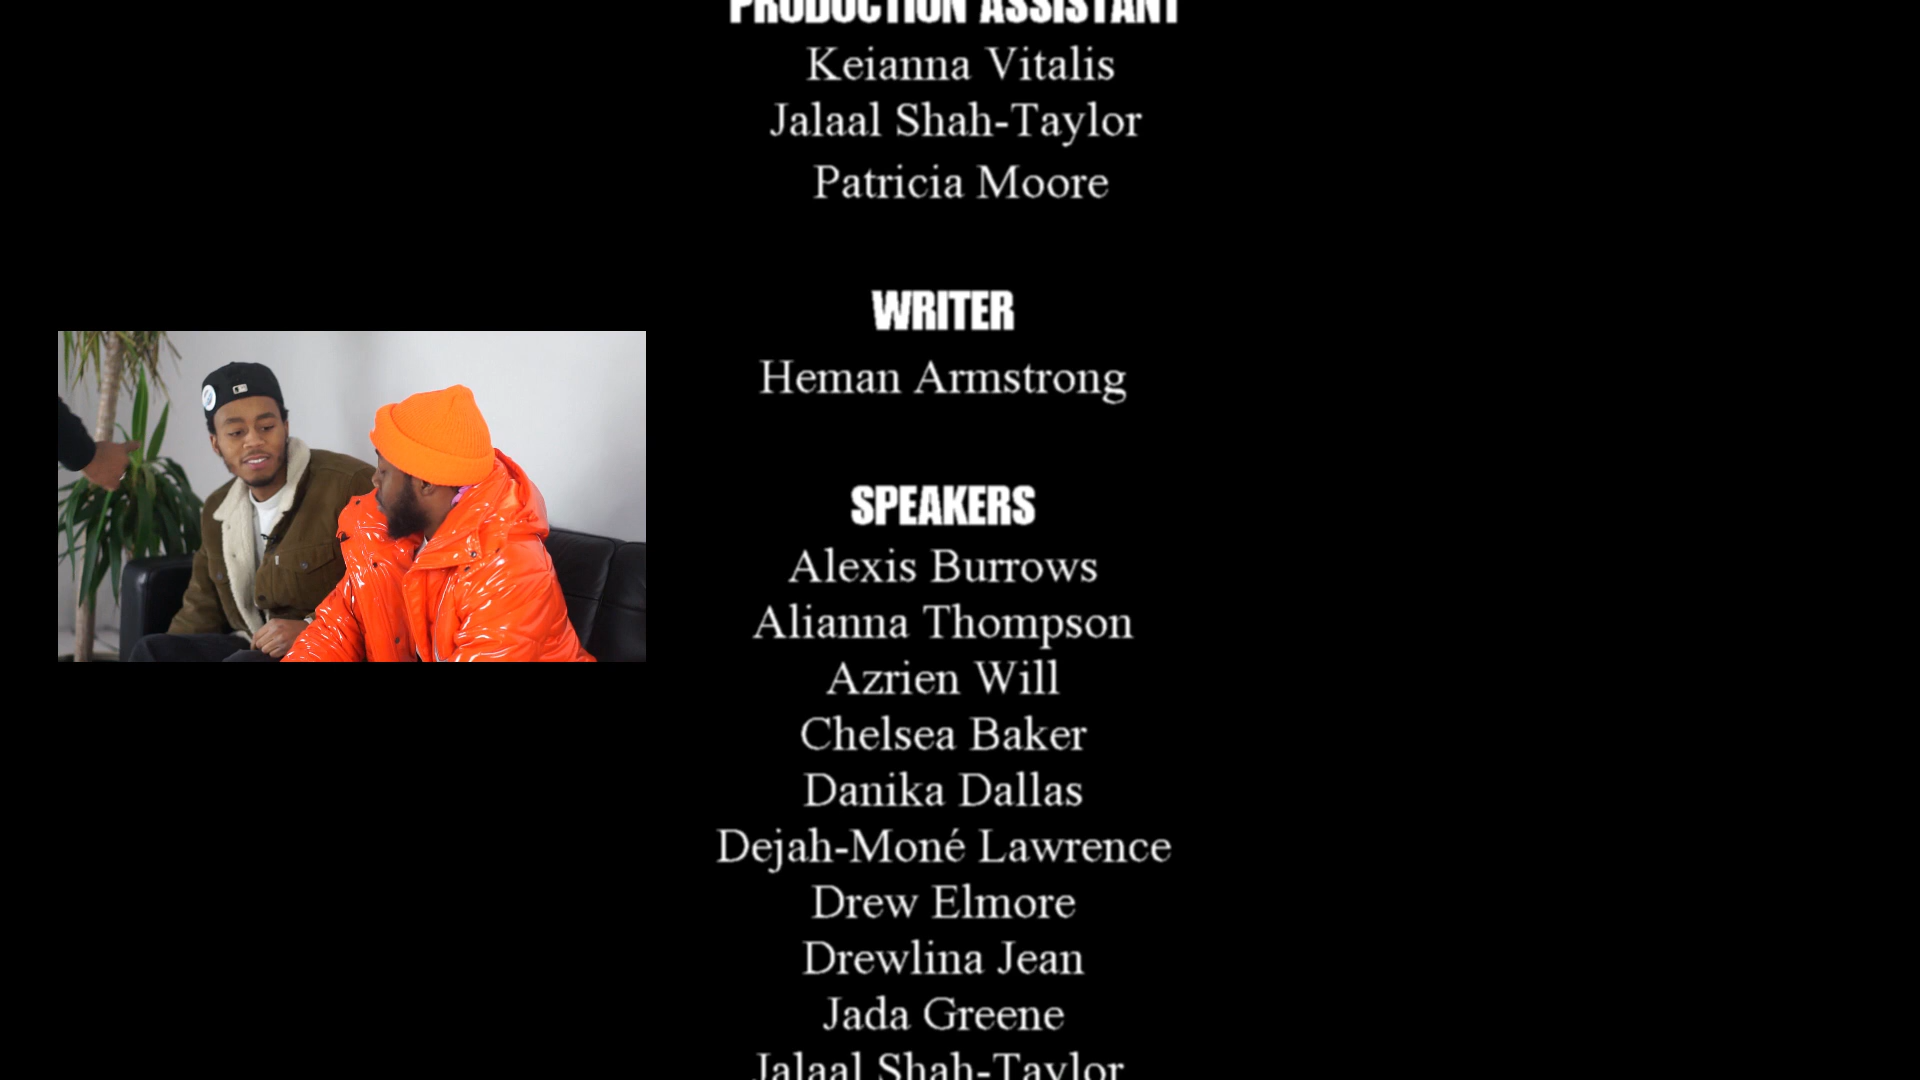 PRODUCTION ASSISTANT
Keianna Vitalis
Jalaal Shah-Taylor
Patricia Moore
WRITER
Heman Armstrong
SPEAKERS
Alexis Burrows
Alianna Thompson
Azrien Will
Chelsea Baker
Danika Dallas
Dejah-Moné Lawrence
Drew Elmore
Drewlina Jean
Jada Greene
Jalaal Shah-Taylor